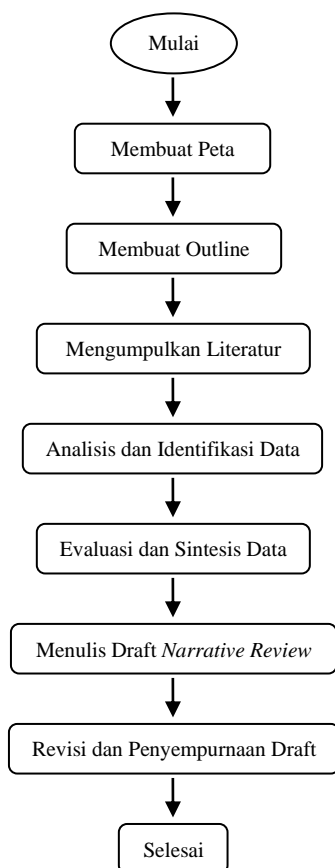 Mulai
Membuat Peta
Membuat Outline
Mengumpulkan Literatur
Analisis dan Identifikasi Data
Evaluasi dan Sintesis Data
Menulis Draft Narrative Review
Revisi dan Penyempurnaan Draft
Selesai